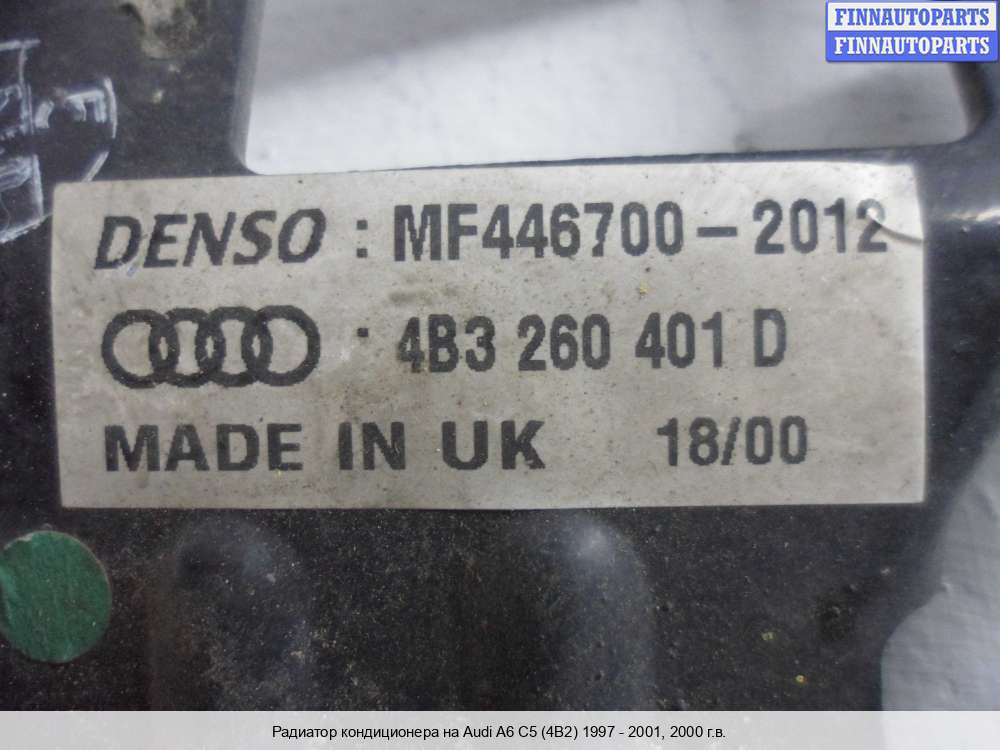 FINNAUTOPARTS
FINNAUTOPARTS
DENSO : MF446700-2012
: 4B3 260 401 D
MADE IN UK 18/00
Радиатор кондиционера на Audi A6 C5 (4B2) 1997 - 2001, 2000 г.в.